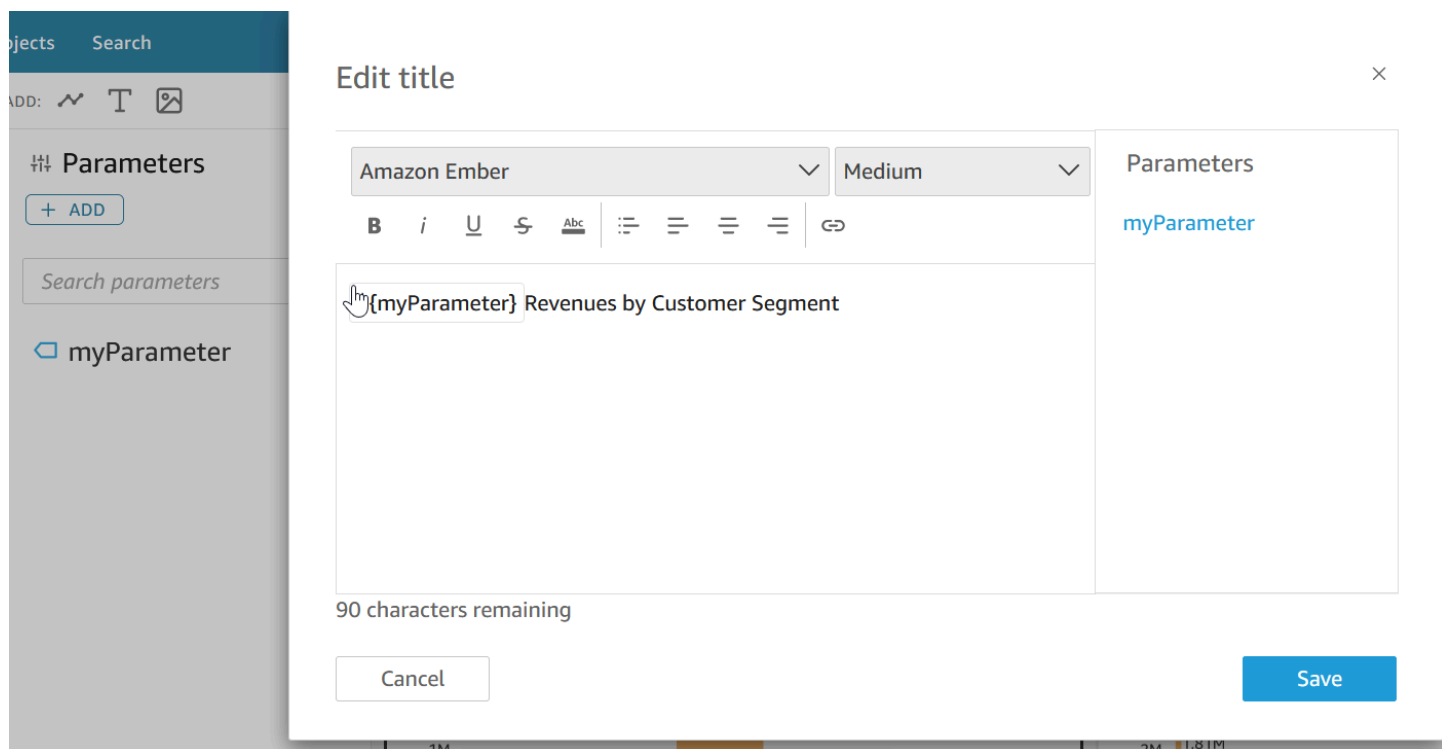 ojects Search
ADD:
Parameters
+ ADD
Search parameters
myParameter
Edit title
Amazon Ember
Medium
B i U S Abc
{myParameter} Revenues by Customer Segment
90 characters remaining
Cancel
Save
Parameters
myParameter
1M
2M 1.81M